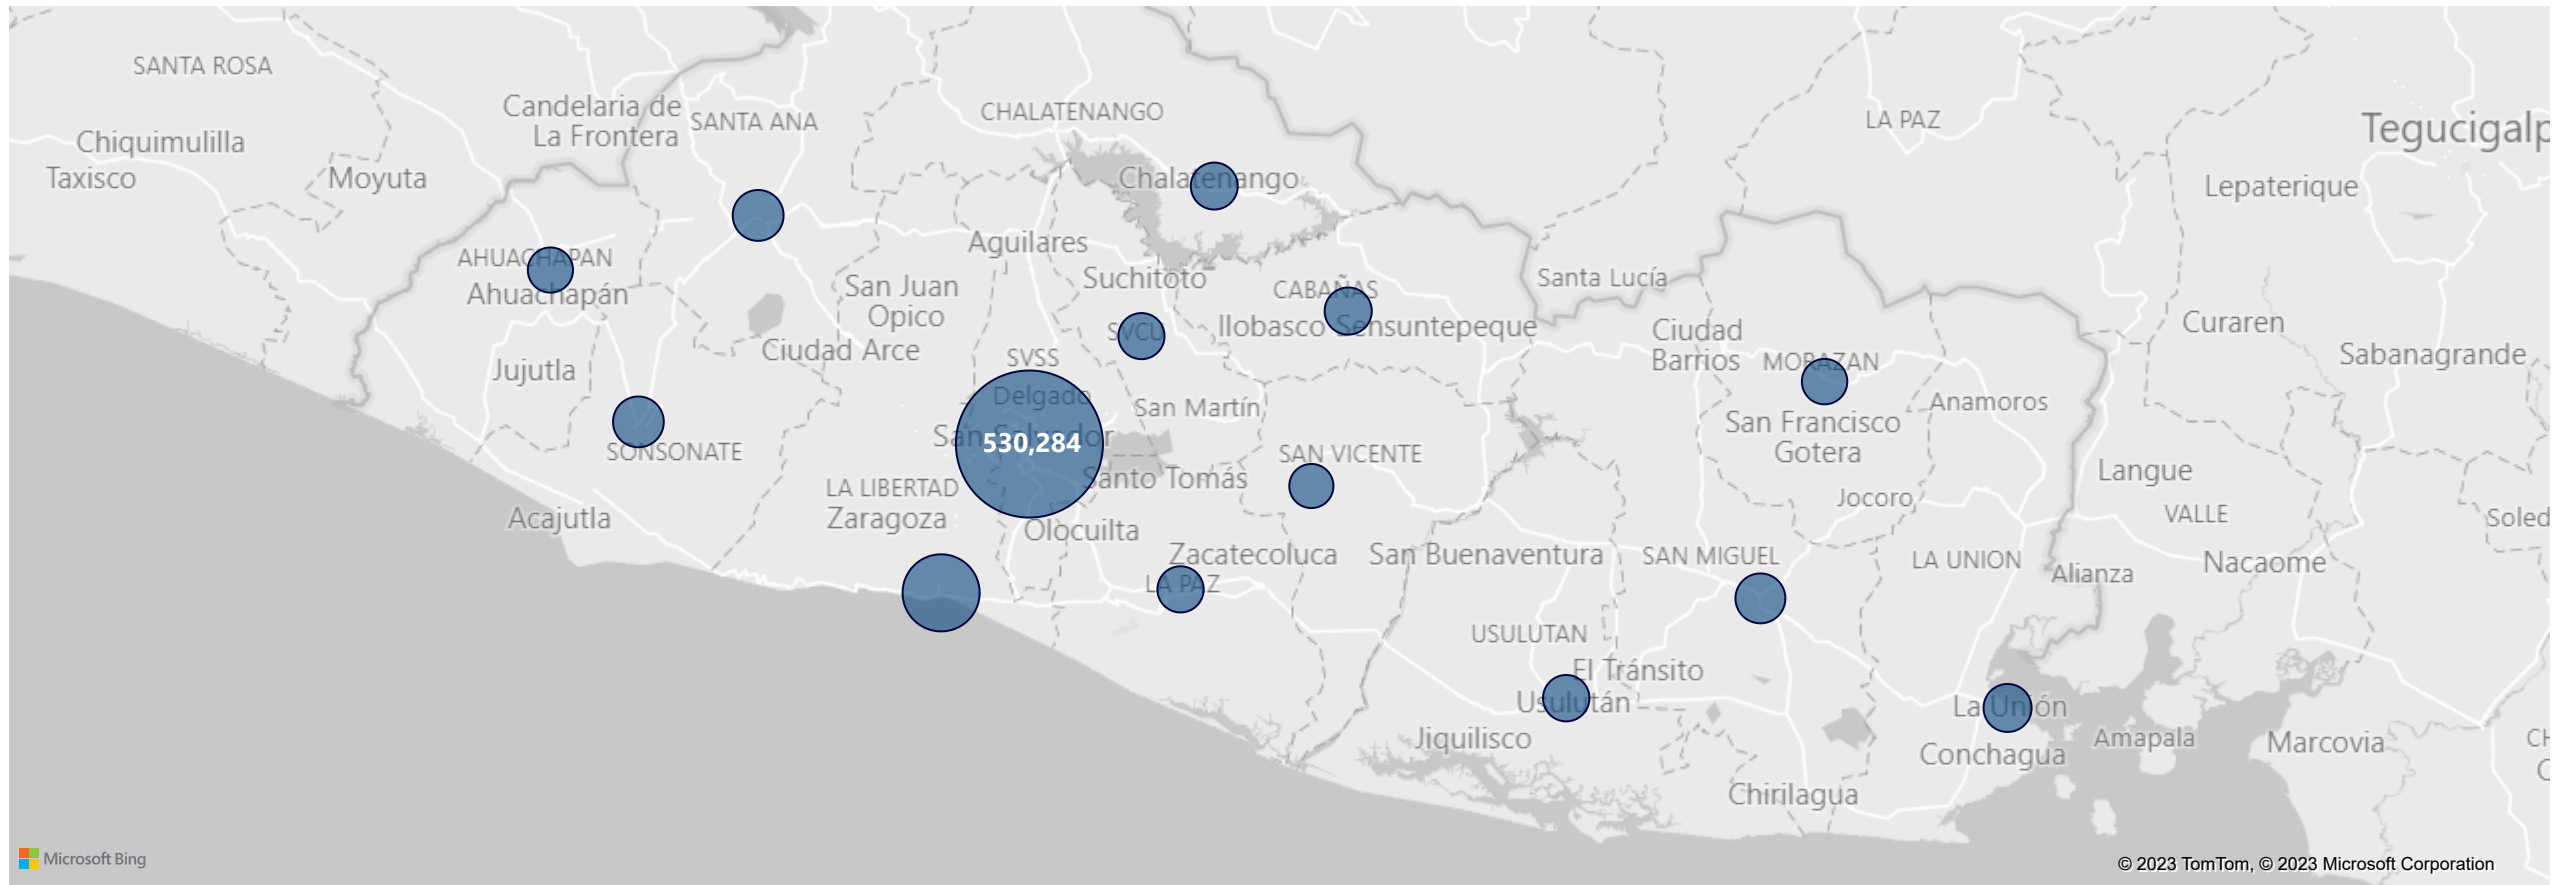 SANTA ROSA
Candelaria de
La Frontera
SANTA ANA
CHALATENANGO
LA PAZ
Tegucigalp
Chiquimulilla
Taxisco
Moyuta
Chalatenango
Lepaterique
AHUACHAPAN
Ahuachapán
Aguilares
Suchitoto
San Juan
Opico
CABAÑAS
Ilobasco Sensuntepeque
Santa Lucía
Ciudad
Barrios
MORAZAN
Curaren
Sabanagrande
SVCU
Ciudad Arce
SVSS
Jujutla
Delgado
San Martín
San Salvador
530,284
Santo Tomás
San Francisco
Gotera
Anamoros
SONSONATE
SAN VICENTE
Langue
LA LIBERTAD
Zaragoza
Jocoro
VALLE
Soled
Acajutla
Olocuilta
Zacatecoluca
LA PAZ
San Buenaventura
SAN MIGUEL
LA UNION
Alianza
Nacaome
USULUTAN
El Tránsito
Usulután
La Unión
Jiquilisco
Conchagua
Amapala
Marcovia
CH
C
Chirilagua
Microsoft Bing
© 2023 TomTom, © 2023 Microsoft Corporation